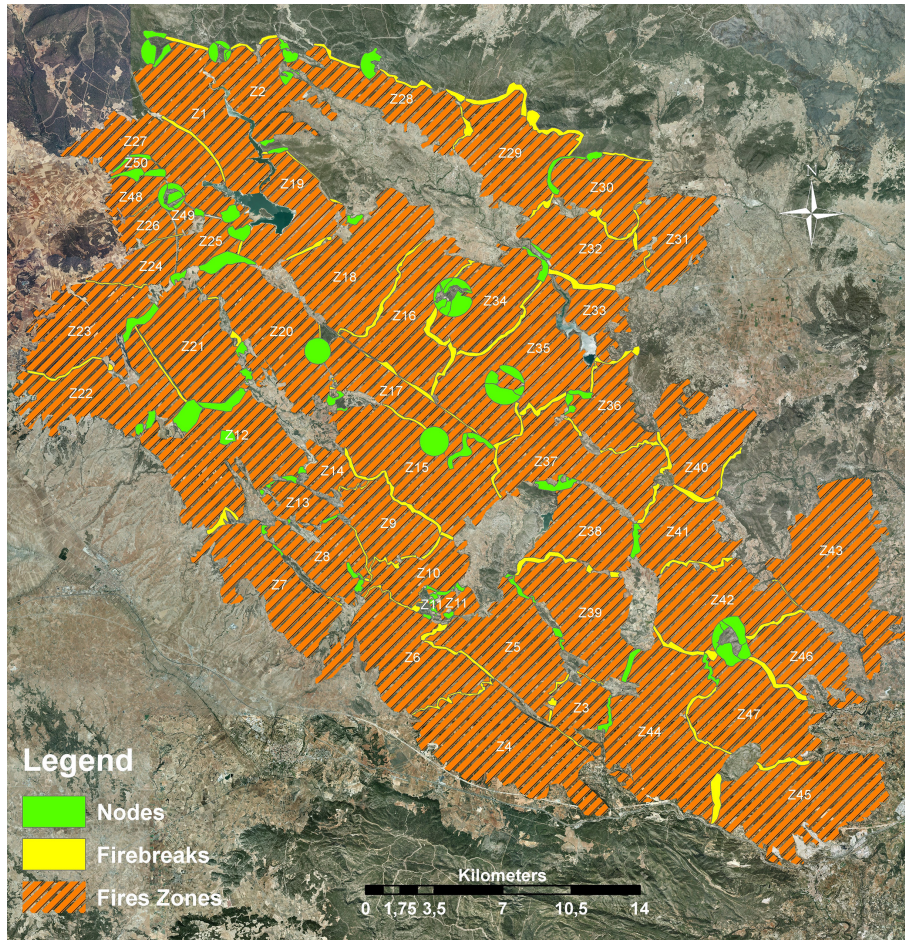 N
Z2
Z28
Z1
Z27
Z29
Z50
Z19
Z30
Z48
Z49
Z31
Z26
Z25
Z32
Z24
Z18
Z34
Z33
Z16
Z23
Z20
Z21
Z35
Z22
Z17
Z36
Z12
Z15
Z40
Z14
Z37
Z13
Z9
Z38
Z41
Z8
Z43
Z7
Z10
Z42
Z11
Z11
Z39
Z5
Z46
Z6
Z3
Z47
Z44
Z4
Z45
Legend
Nodes
Firebreaks
Fires Zones
Kilometers
0 1,75 3,5 7 10,5 14